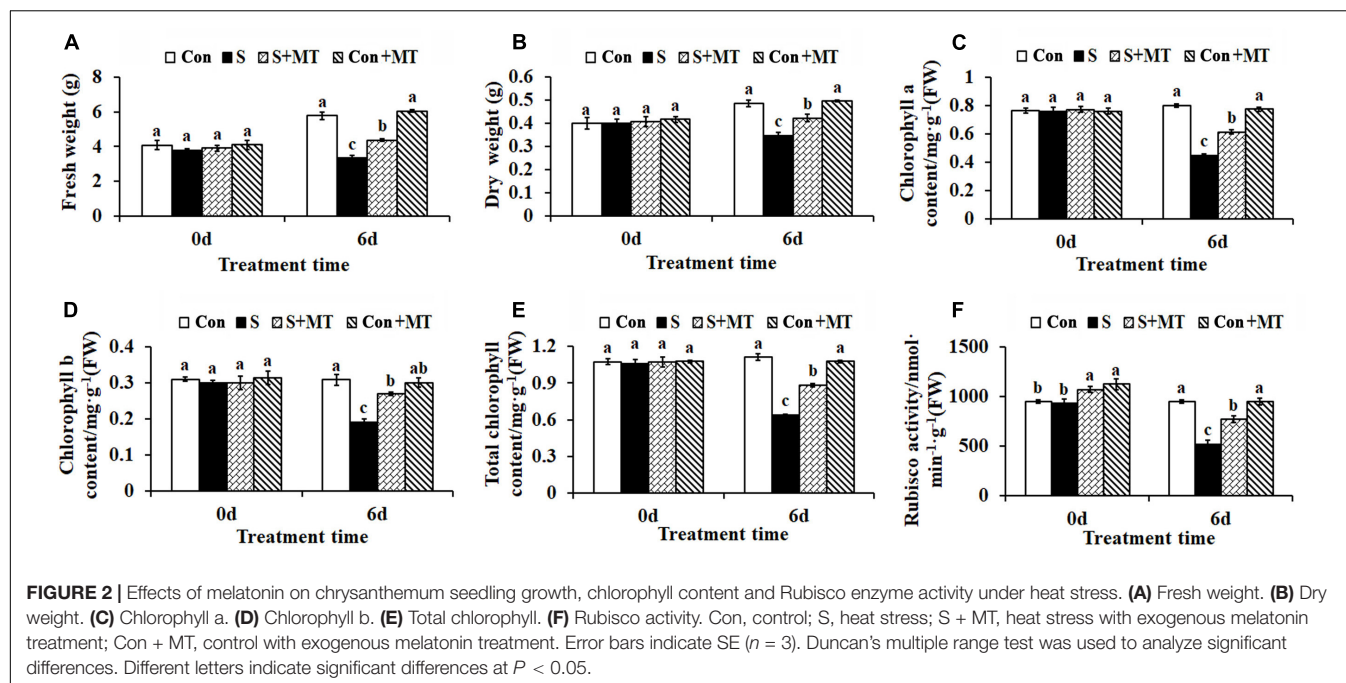 A
Con S S+MT Con+MT
Fresh weight (g)
8
6
4
2
0
a a a a
a c b a
0d 6d
Treatment time
B
Con S S+MT Con+MT
Dry weight (g)
0.6
0.5
0.4
0.3
0.2
0.1
0
a a a a
a c b a
0d 6d
Treatment time
C
Con S S+MT Con+MT
Chlorophyll a
content/mg·g⁻¹(FW)
1
0.8
0.6
0.4
0.2
0
a a a a
a c b a
0d 6d
Treatment time
D
Con S S+MT Con+MT
Chlorophyll b
content/mg·g⁻¹(FW)
0.4
0.3
0.2
0.1
0
a a a a
a c b ab
0d 6d
Treatment time
E
Con S S+MT Con+MT
Total chlorophyll
content/mg·g⁻¹(FW)
1.2
0.9
0.6
0.3
0
a a a a
a c b a
0d 6d
Treatment time
F
Con S S+MT Con+MT
Rubisco activity/nmol·
min⁻¹·g⁻¹(FW)
1500
1000
500
0
b b a a
a c b a
0d 6d
Treatment time
FIGURE 2 | Effects of melatonin on chrysanthemum seedling growth, chlorophyll content and Rubisco enzyme activity under heat stress. (A) Fresh weight. (B) Dry
weight. (C) Chlorophyll a. (D) Chlorophyll b. (E) Total chlorophyll. (F) Rubisco activity. Con, control; S, heat stress; S + MT, heat stress with exogenous melatonin
treatment; Con + MT, control with exogenous melatonin treatment. Error bars indicate SE (n = 3). Duncan's multiple range test was used to analyze significant
differences. Different letters indicate significant differences at P < 0.05.